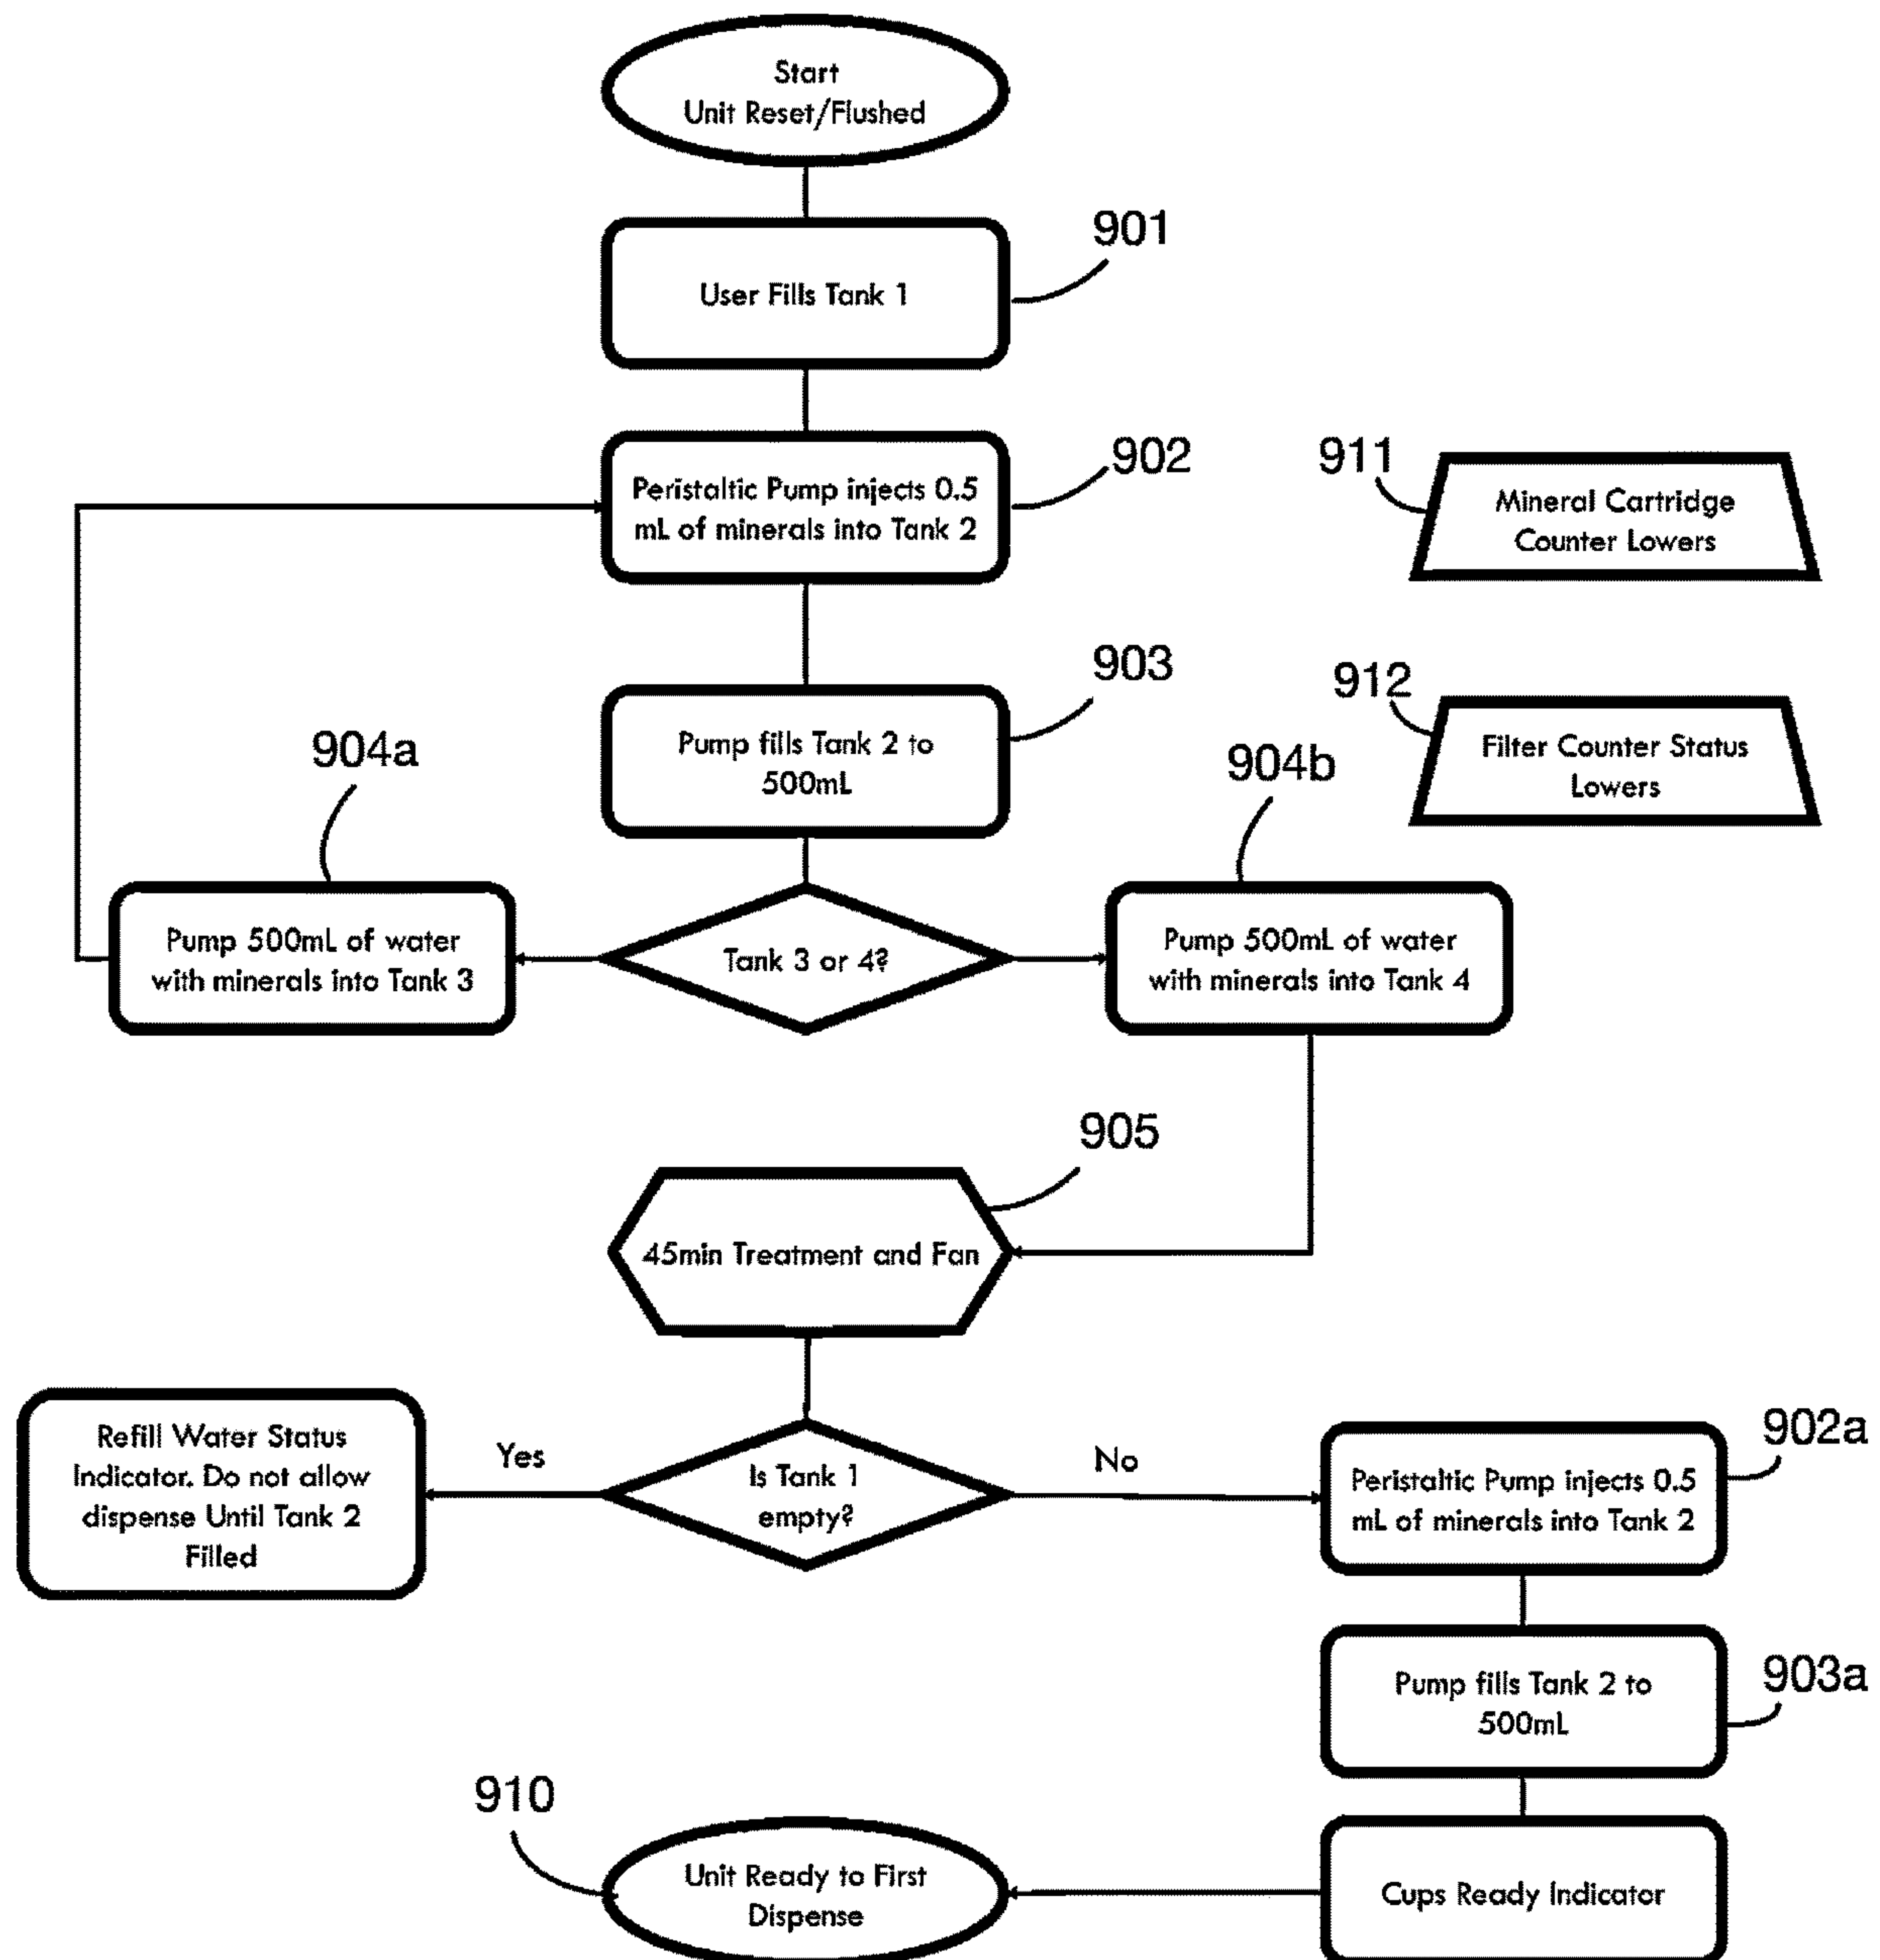 Start
Unit Reset/Flushed
901
User Fills Tank 1
902
Peristaltic Pump injects 0.5
mL of minerals into Tank 2
911
Mineral Cartridge
Counter Lowers
903
Pump fills Tank 2 to
500mL
912
Filter Counter Status
Lowers
904a
Pump 500mL of water
with minerals into Tank 3
Tank 3 or 4?
904b
Pump 500mL of water
with minerals into Tank 4
905
45min Treatment and Fan
Refill Water Status
Indicator. Do not allow
dispense Until Tank 2
Filled
Yes
Is Tank 1
empty?
No
902a
Peristaltic Pump injects 0.5
mL of minerals into Tank 2
903a
Pump fills Tank 2 to
500mL
910
Unit Ready to First
Dispense
Cups Ready Indicator